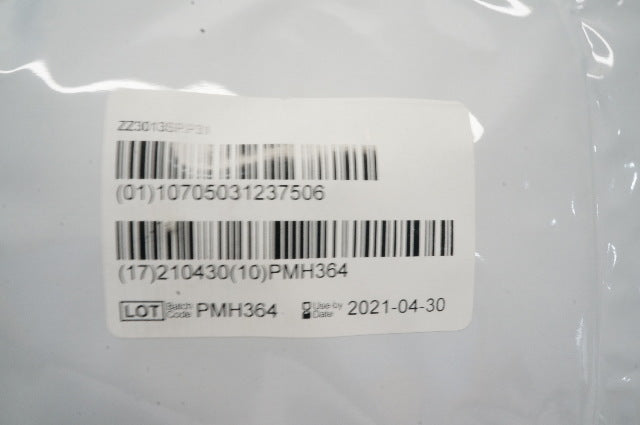 (01)10705031237506
(17)210430(10)PMH364
LOT Batch Code PMH364 Use by Date 2021-04-30